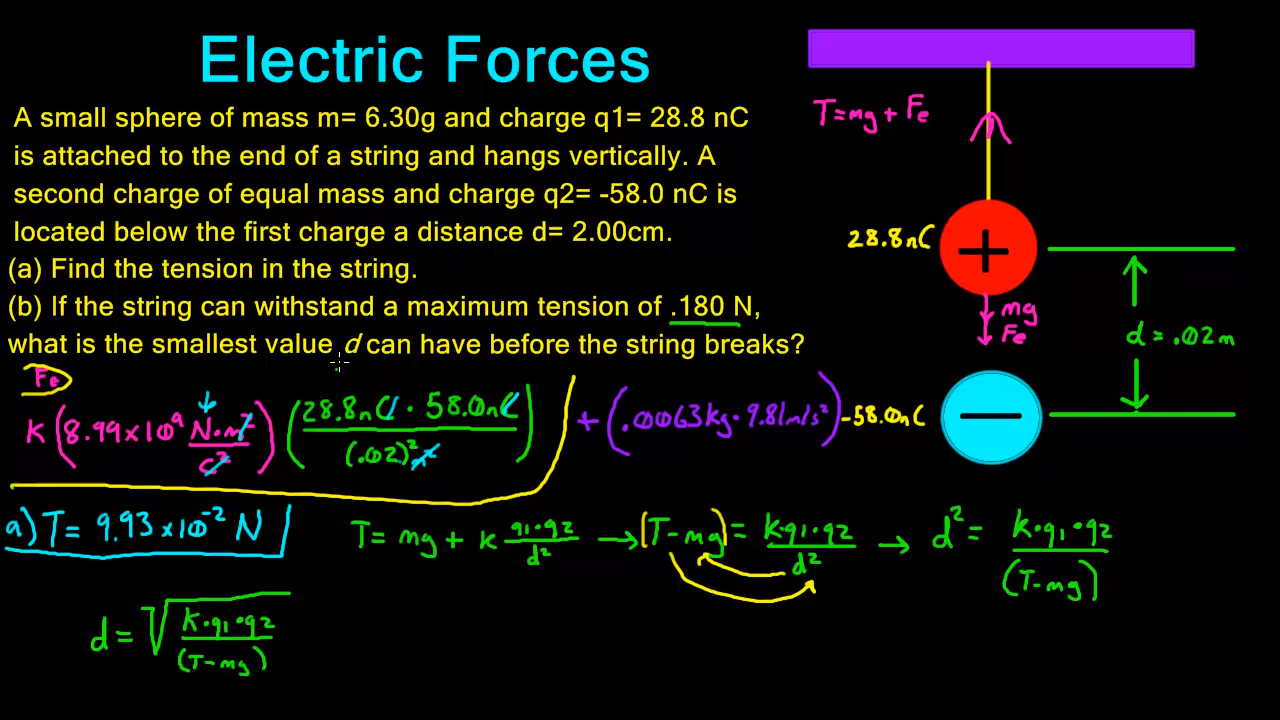 Electric Forces
A small sphere of mass m= 6.30g and charge q1= 28.8 nC
is attached to the end of a string and hangs vertically. A
second charge of equal mass and charge q2= -58.0 nC is
located below the first charge a distance d= 2.00cm.
(a) Find the tension in the string.
(b) If the string can withstand a maximum tension of .180 N,
what is the smallest value d can have before the string breaks?
T=mg + Fe
28.8nC
+
mg
Fe
d = .02m
−
-58.0nC
Fe
K (8.99x10⁹ N·m²/C²) (28.8nC · 58.0nC / (.02)²m²) + (.0063kg · 9.81m/s²)
a) T= 9.93x10⁻² N
T= mg + K q1·q2/d² → (T-mg) = K·q1·q2/d² → d² = K·q1·q2/(T-mg)
d = √(K·q1·q2/(T-mg))